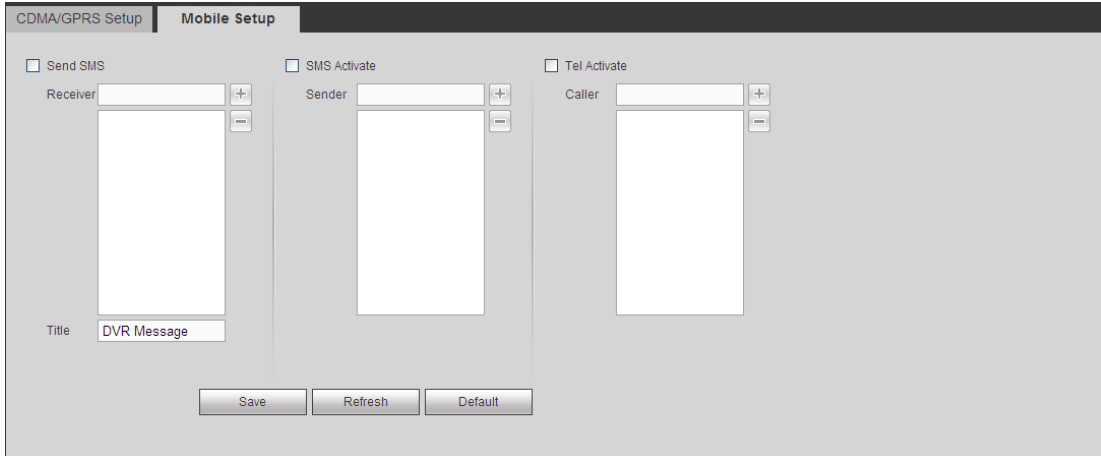 CDMA/GPRS Setup Mobile Setup
Send SMS SMS Activate Tel Activate
Receiver Sender Caller
Title DVR Message
Save Refresh Default